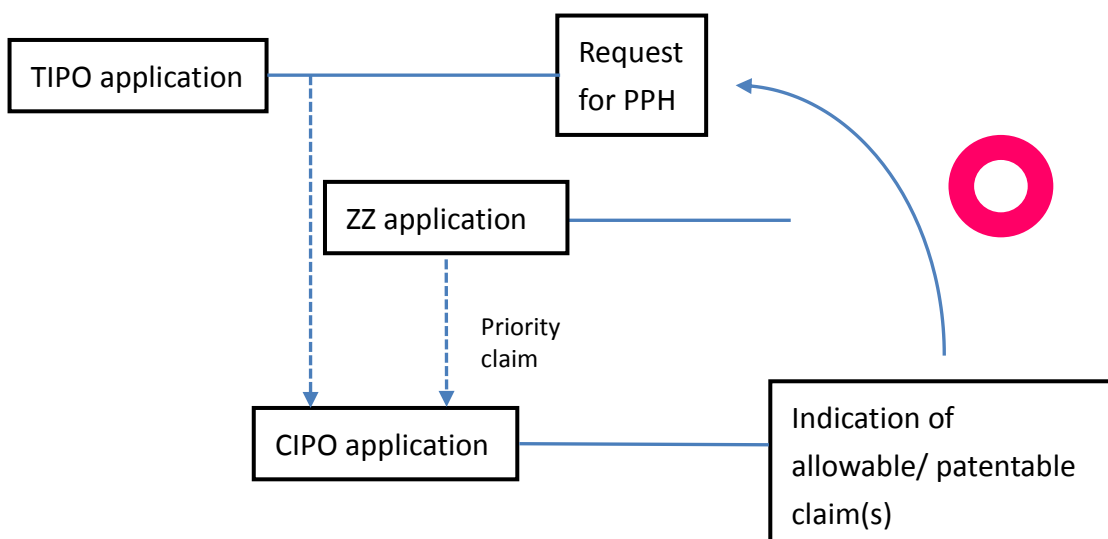 TIPO application
Request
for PPH
ZZ application
Priority
claim
CIPO application
Indication of
allowable/ patentable
claim(s)